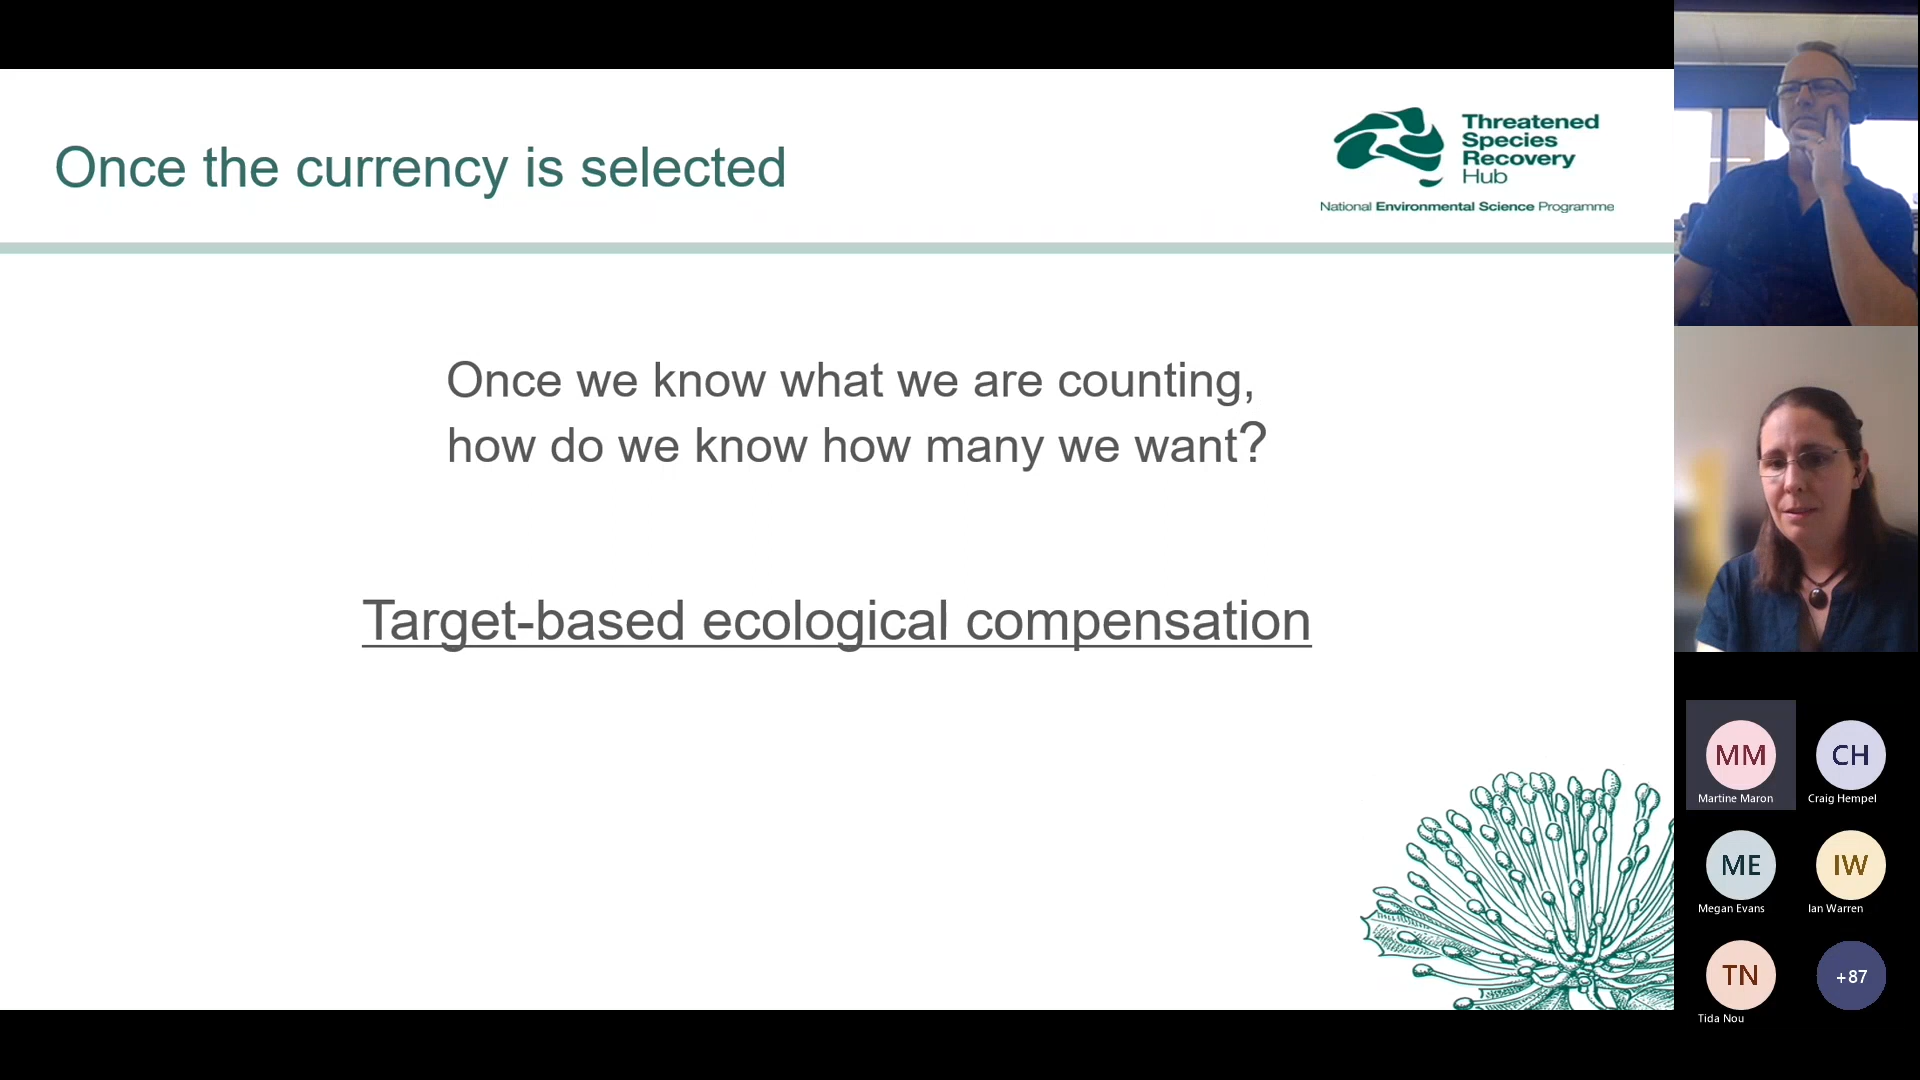 Once the currency is selected
Threatened
Species
Recovery
Hub
National Environmental Science Programme
Once we know what we are counting,
how do we know how many we want?
Target-based ecological compensation
MM
Martine Maron
CH
Craig Hempel
ME
Megan Evans
IW
Ian Warren
TN
Tida Nou
+87